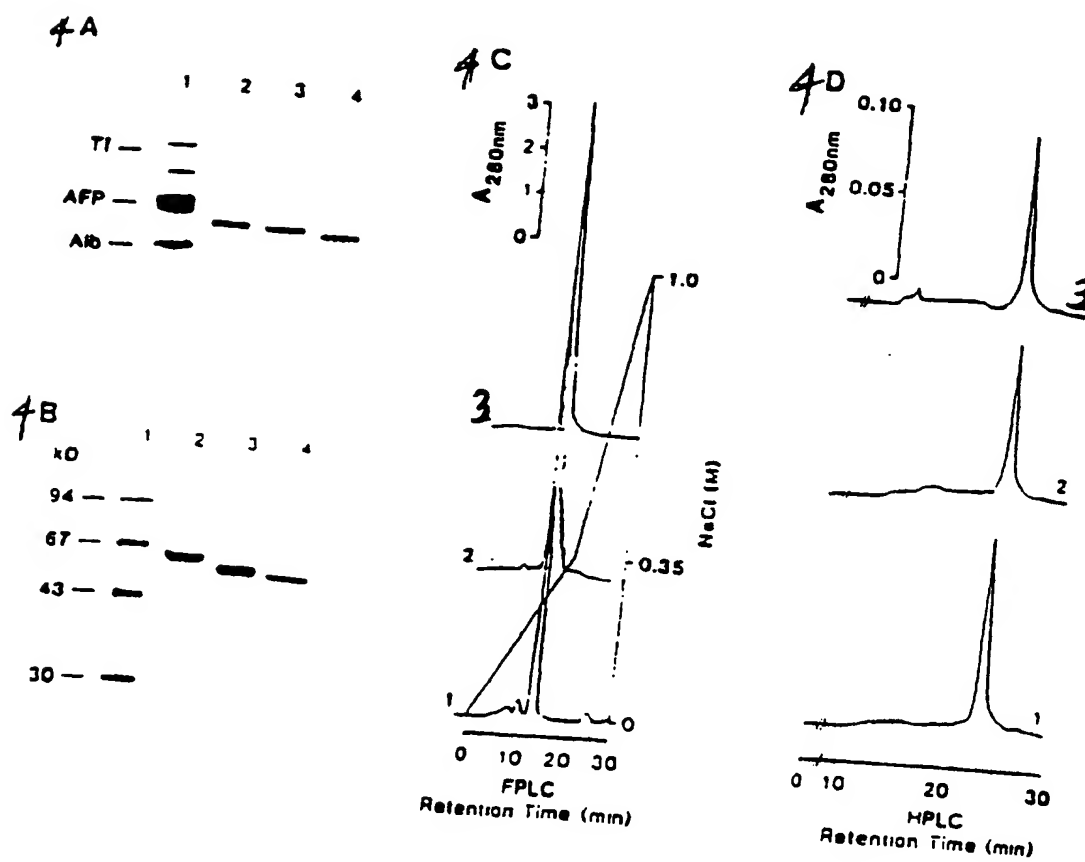 4A
1 2 3 4
Tf
AFP
Alb
4B
kD
1 2 3 4
94
67
43
30
4C
3
2
1
0
A280nm
1.0
3
2
0.35
NaCl (M)
1
0
0 10 20 30
FPLC
Retention Time (min)
4D
0.10
0.05
0
A280nm
3
2
1
0 10 20 30
HPLC
Retention Time (min)